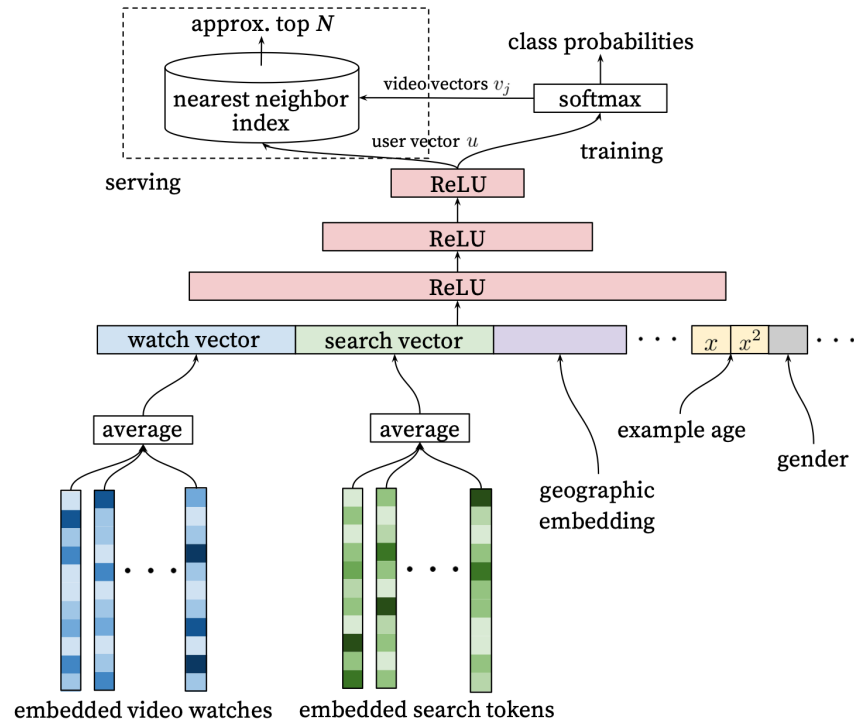 approx. top N
class probabilities
nearest neighbor
index
video vectors v_j
softmax
user vector u
training
serving
ReLU
ReLU
ReLU
watch vector
search vector
. . .
x
x²
. . .
average
average
example age
gender
geographic
embedding
. . .
. . .
embedded video watches
embedded search tokens